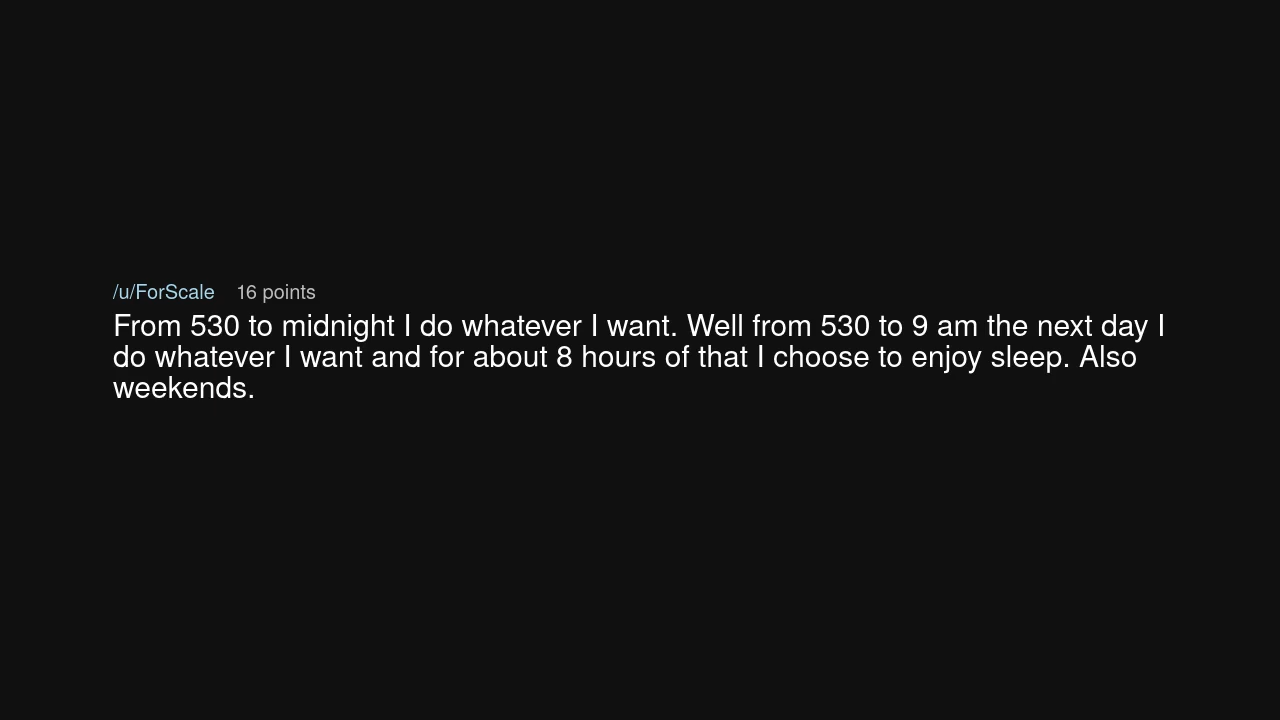 /u/ForScale 16 points
From 530 to midnight I do whatever I want. Well from 530 to 9 am the next day I
do whatever I want and for about 8 hours of that I choose to enjoy sleep. Also
weekends.